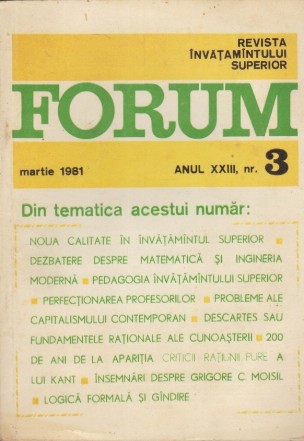 REVISTA
ÎNVĂȚAMÎNTULUI
SUPERIOR
FORUM
martie 1981 ANUL XXIII, nr. 3
Din tematica acestui număr:
NOUA CALITATE ÎN ÎNVĂȚĂMÎNTUL SUPERIOR ■
DEZBATERE DESPRE MATEMATICĂ ȘI INGINERIA
MODERNĂ ■ PEDAGOGIA ÎNVĂȚĂMÎNTULUI SUPERIOR
■ PERFECȚIONAREA PROFESORILOR ■ PROBLEME ALE
CAPITALISMULUI CONTEMPORAN ■ DESCARTES SAU
FUNDAMENTELE RAȚIONALE ALE CUNOAȘTERII ■ 200
DE ANI DE LA APARIȚIA CRITICII RAȚIUNII PURE A
LUI KANT ■ ÎNSEMNĂRI DESPRE GRIGORE C. MOISIL
■ LOGICĂ FORMALĂ ȘI GÎNDIRE